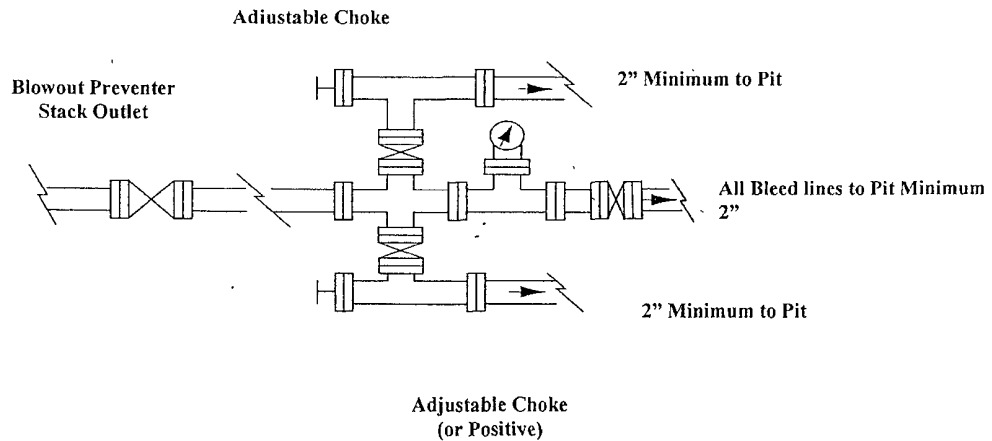 Adiustable Choke
Blowout Preventer
Stack Outlet
2" Minimum to Pit
All Bleed lines to Pit Minimum
2"
2" Minimum to Pit
Adjustable Choke
(or Positive)